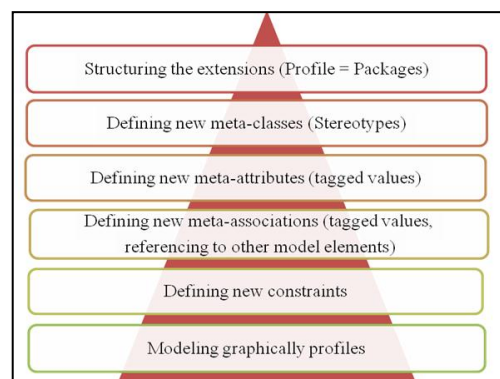 Structuring the extensions (Profile = Packages)
Defining new meta-classes (Stereotypes)
Defining new meta-attributes (tagged values)
Defining new meta-associations (tagged values,
referencing to other model elements)
Defining new constraints
Modeling graphically profiles